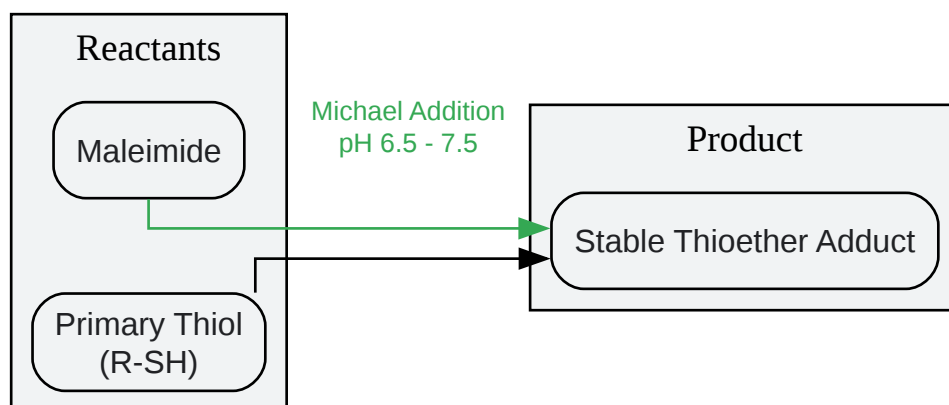 Reactants
Maleimide
Primary Thiol
(R-SH)
Michael Addition
pH 6.5 - 7.5
Product
Stable Thioether Adduct